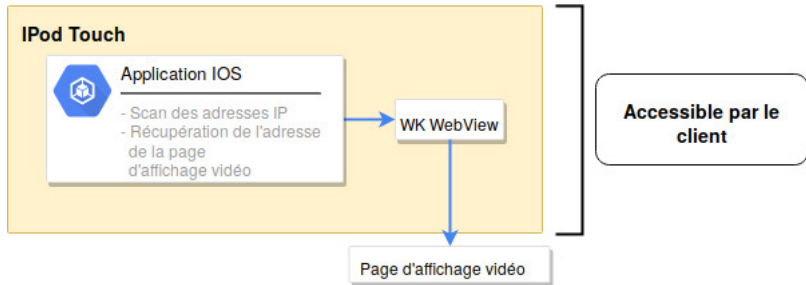 IPod Touch
Application IOS
- Scan des adresses IP
- Récupération de l'adresse
de la page
d'affichage vidéo
WK WebView
Accessible par le
client
Page d'affichage vidéo